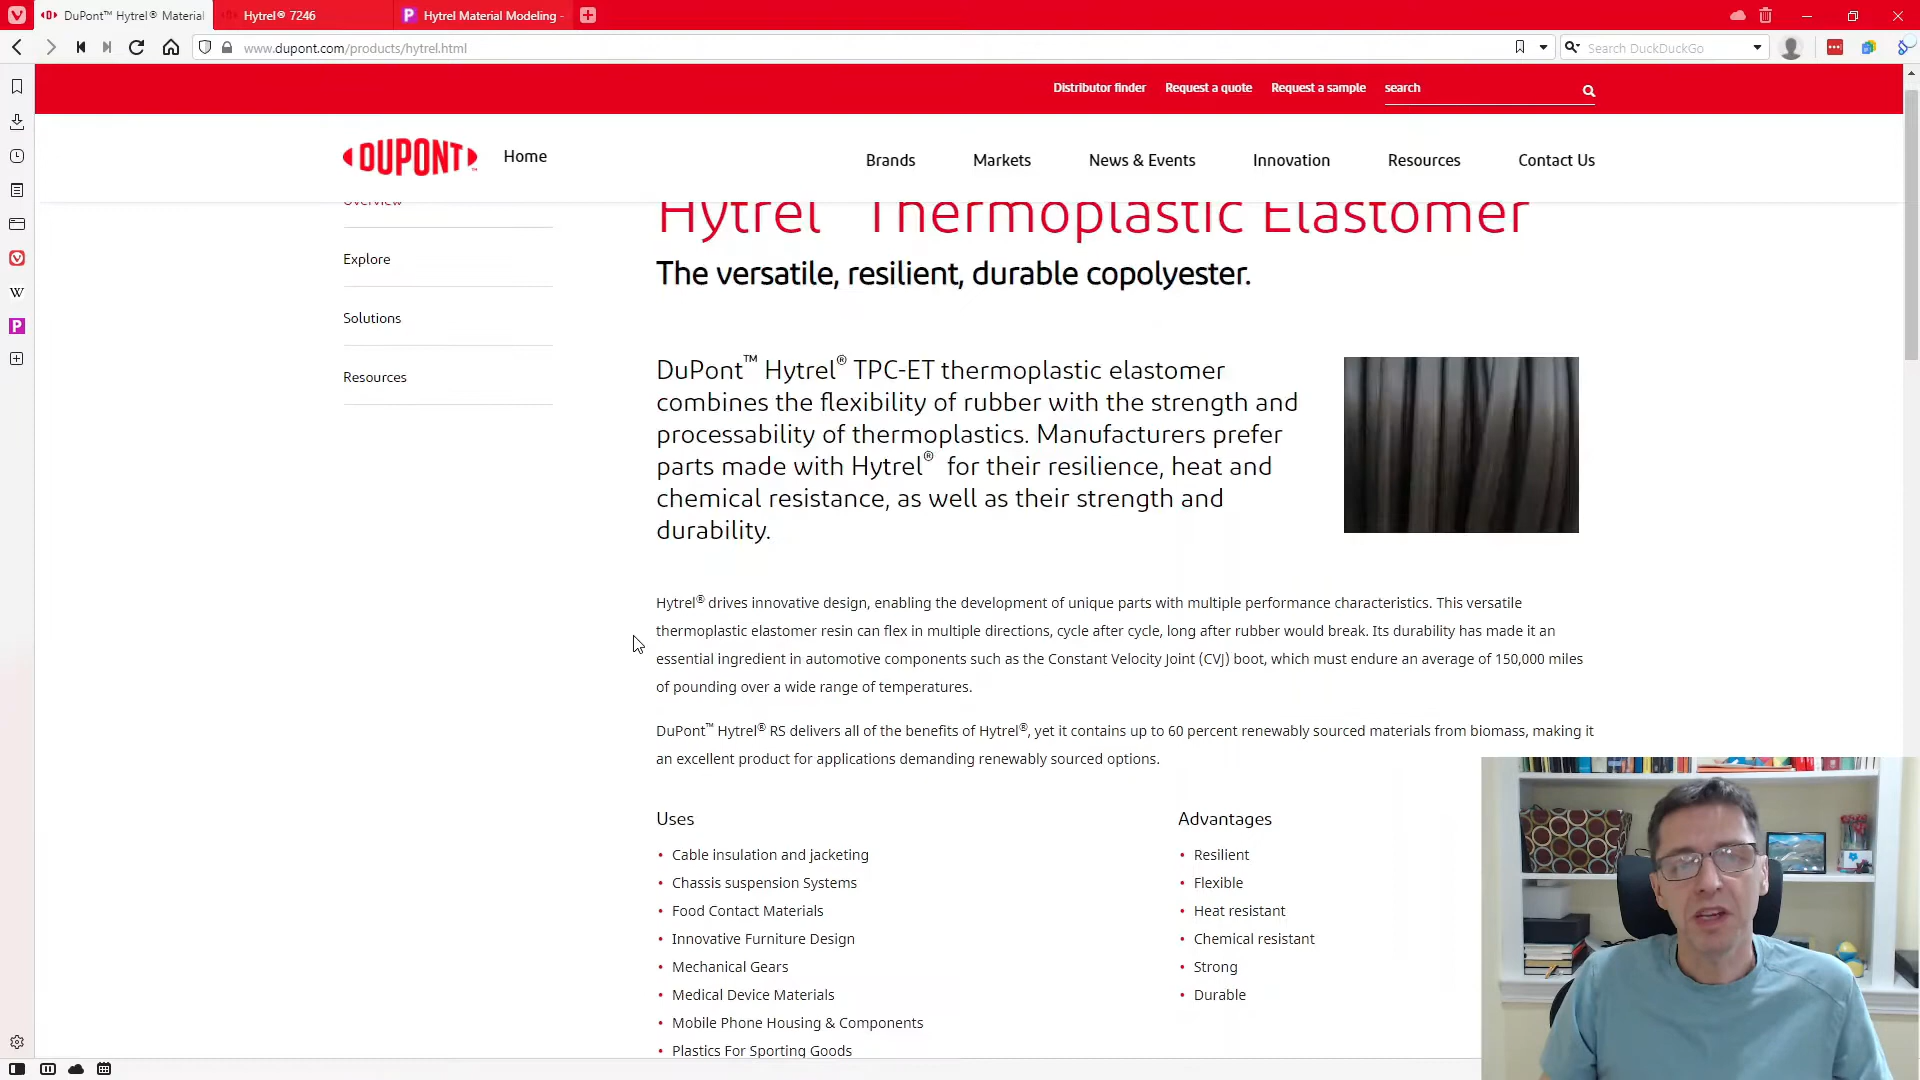 DuPont™ Hytrel® Material
Hytrel® 7246
Hytrel Material Modeling -
www.dupont.com/products/hytrel.html
Search DuckDuckGo
Distributor finder
Request a quote
Request a sample
search
DUPONT
Home
Brands
Markets
News & Events
Innovation
Resources
Contact Us
Overview
Explore
Solutions
Resources
Hytrel Thermoplastic Elastomer
The versatile, resilient, durable copolyester.
DuPont™ Hytrel® TPC-ET thermoplastic elastomer
combines the flexibility of rubber with the strength and
processability of thermoplastics. Manufacturers prefer
parts made with Hytrel® for their resilience, heat and
chemical resistance, as well as their strength and
durability.
Hytrel® drives innovative design, enabling the development of unique parts with multiple performance characteristics. This versatile
thermoplastic elastomer resin can flex in multiple directions, cycle after cycle, long after rubber would break. Its durability has made it an
essential ingredient in automotive components such as the Constant Velocity Joint (CVJ) boot, which must endure an average of 150,000 miles
of pounding over a wide range of temperatures.
DuPont™ Hytrel® RS delivers all of the benefits of Hytrel®, yet it contains up to 60 percent renewably sourced materials from biomass, making it
an excellent product for applications demanding renewably sourced options.
Uses
• Cable insulation and jacketing
• Chassis suspension Systems
• Food Contact Materials
• Innovative Furniture Design
• Mechanical Gears
• Medical Device Materials
• Mobile Phone Housing & Components
• Plastics For Sporting Goods
Advantages
• Resilient
• Flexible
• Heat resistant
• Chemical resistant
• Strong
• Durable